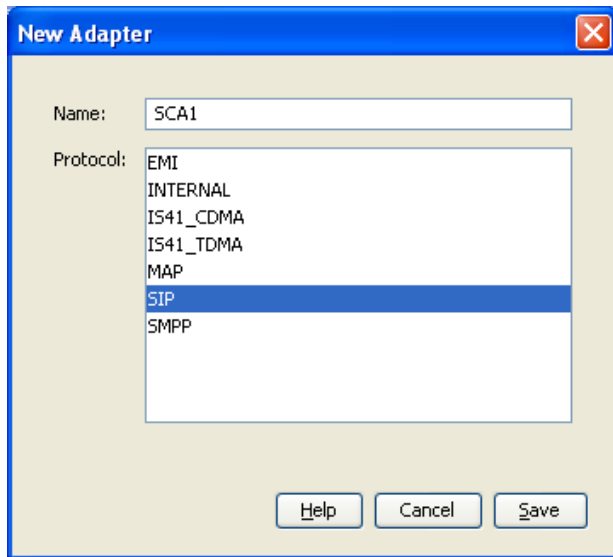 New Adapter
Name: SCA1
Protocol: EMI
INTERNAL
IS41_CDMA
IS41_TDMA
MAP
SIP
SMPP
Help Cancel Save